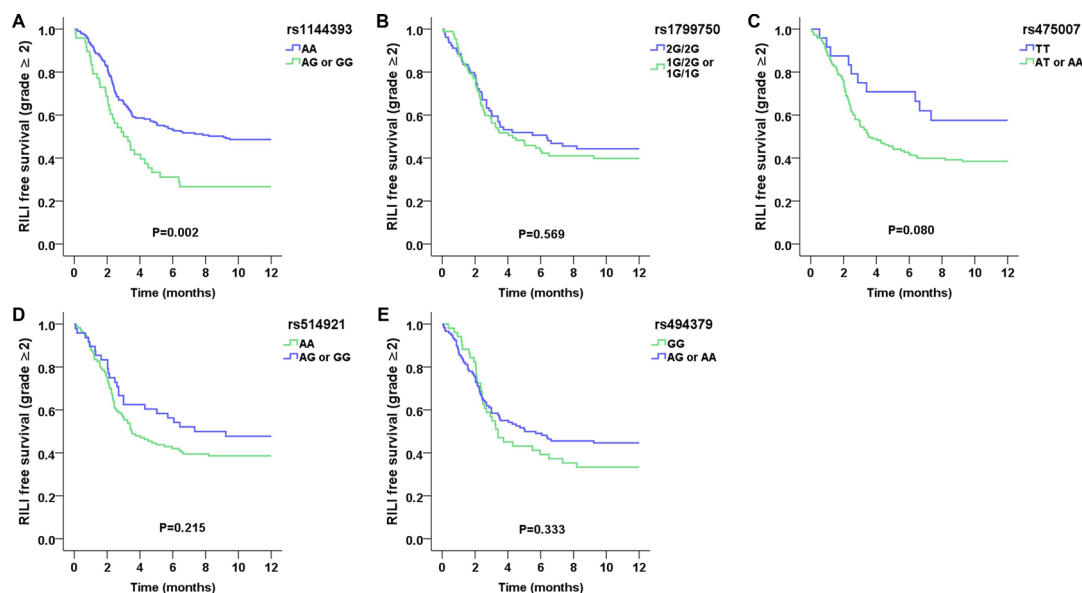 A
rs1144393
AA
AG or GG
RILI free survival (grade ≥2)
1.0
0.8
0.6
0.4
0.2
0.0
P=0.002
0 2 4 6 8 10 12
Time (months)
B
rs1799750
2G/2G
1G/2G or
1G/1G
RILI free survival (grade ≥2)
1.0
0.8
0.6
0.4
0.2
0.0
P=0.569
0 2 4 6 8 10 12
Time (months)
C
rs475007
TT
AT or AA
RILI free survival (grade ≥2)
1.0
0.8
0.6
0.4
0.2
0.0
P=0.080
0 2 4 6 8 10 12
Time (months)
D
rs514921
AA
AG or GG
RILI free survival (grade ≥2)
1.0
0.8
0.6
0.4
0.2
0.0
P=0.215
0 2 4 6 8 10 12
Time (months)
E
rs494379
GG
AG or AA
RILI free survival (grade ≥2)
1.0
0.8
0.6
0.4
0.2
0.0
P=0.333
0 2 4 6 8 10 12
Time (months)